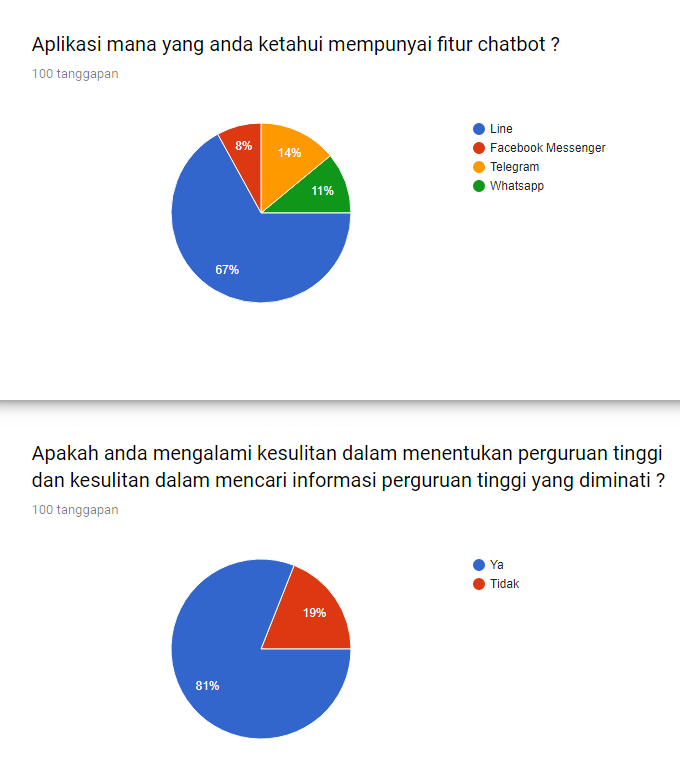 Aplikasi mana yang anda ketahui mempunyai fitur chatbot ?
100 tanggapan
8%
14%
11%
67%
Line
Facebook Messenger
Telegram
Whatsapp
Apakah anda mengalami kesulitan dalam menentukan perguruan tinggi
dan kesulitan dalam mencari informasi perguruan tinggi yang diminati ?
100 tanggapan
19%
81%
Ya
Tidak